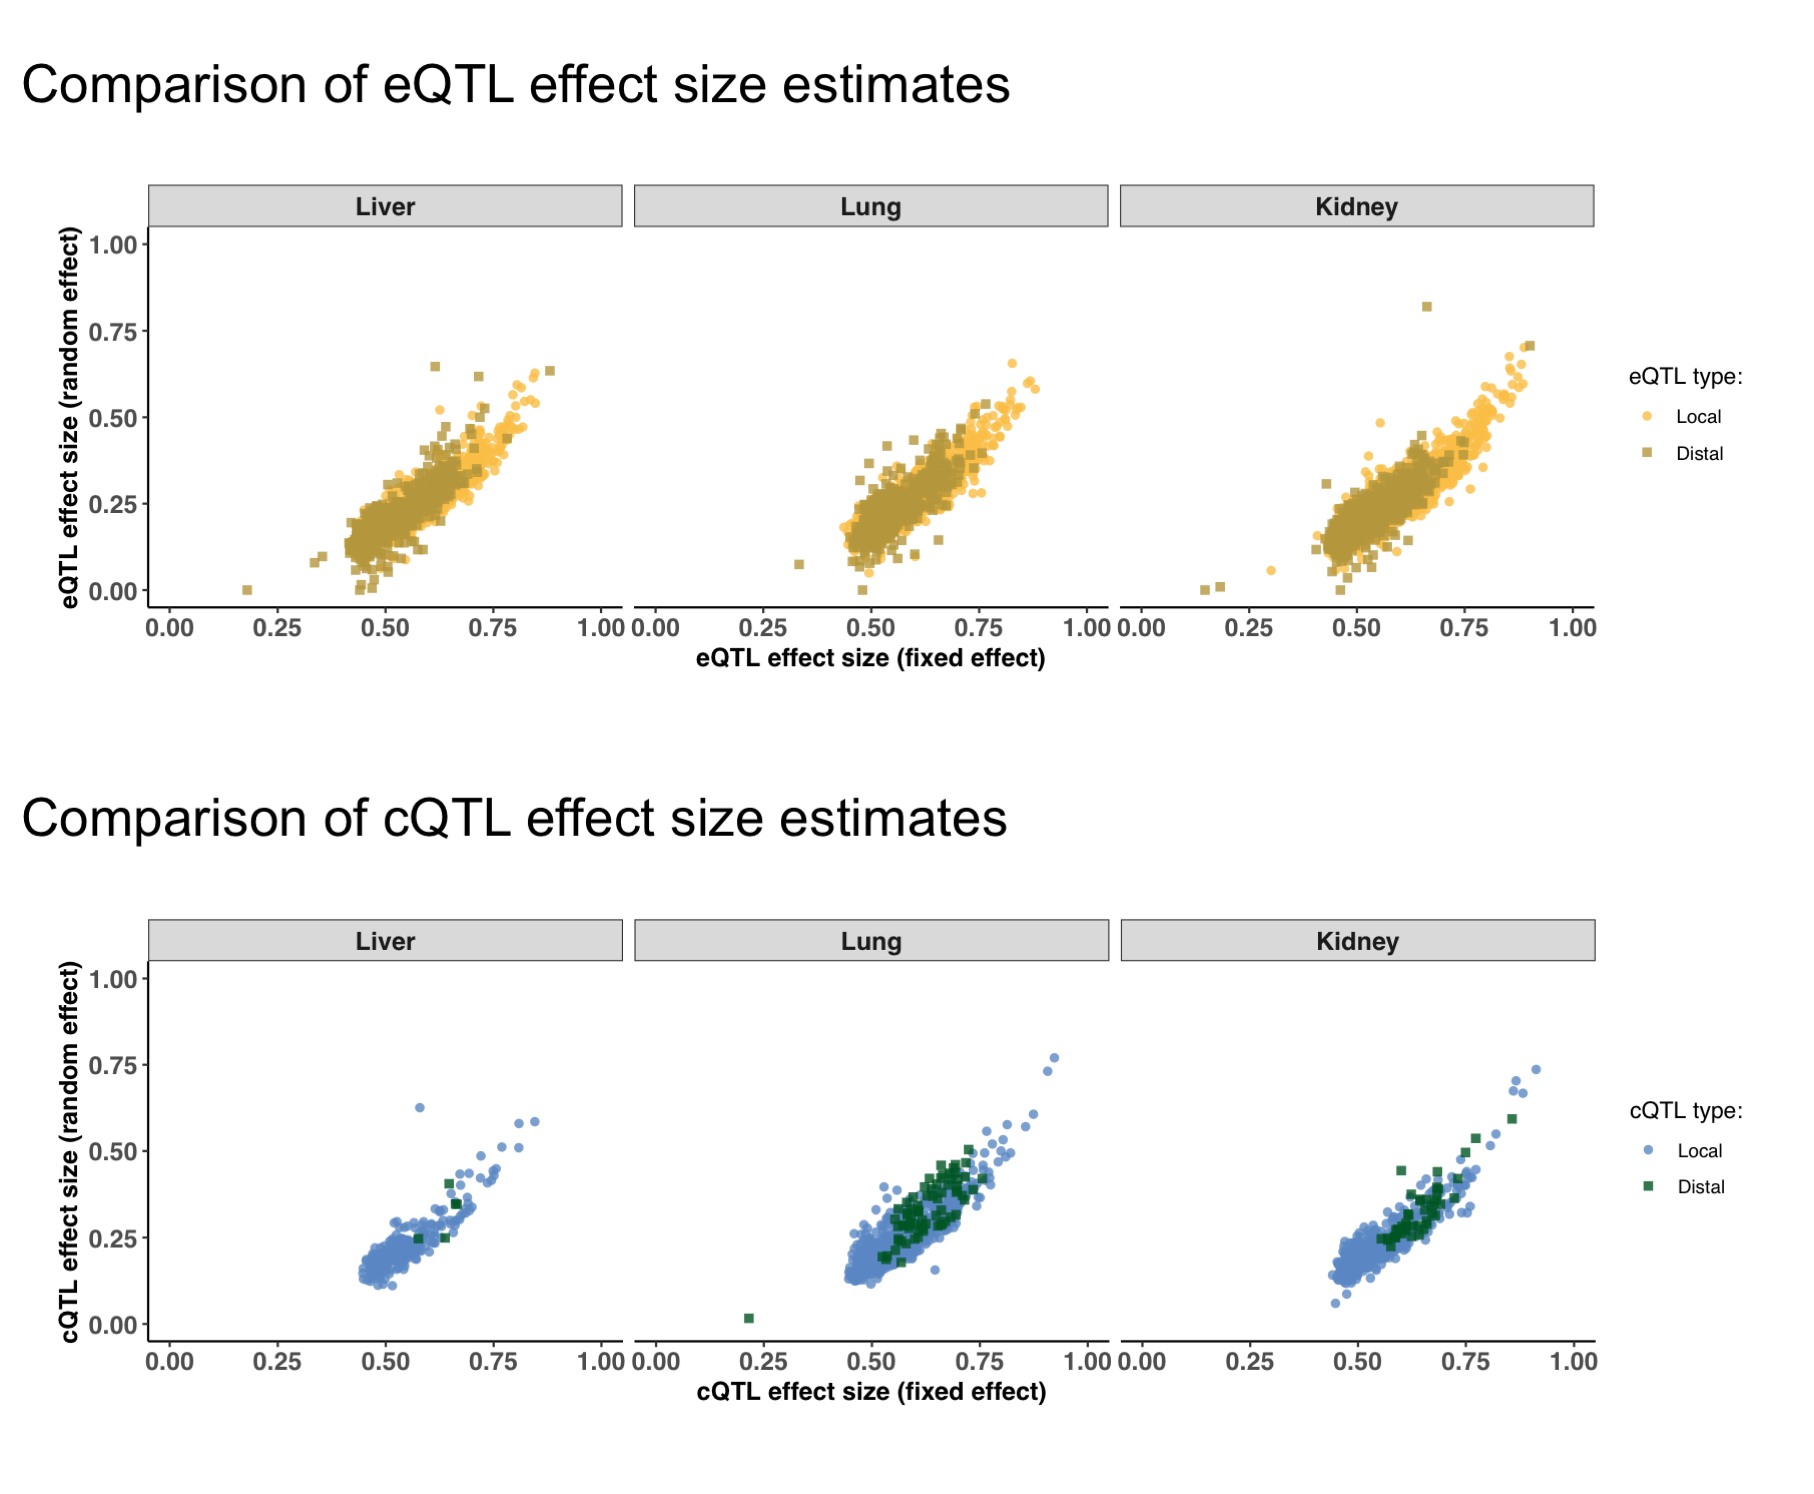 Comparison of eQTL effect size estimates
Liver
Lung
Kidney
eQTL effect size (random effect)
1.00
0.75
0.50
0.25
0.00
0.00 0.25 0.50 0.75 1.00
0.00 0.25 0.50 0.75 1.00
0.00 0.25 0.50 0.75 1.00
eQTL effect size (fixed effect)
eQTL type:
Local
Distal
Comparison of cQTL effect size estimates
Liver
Lung
Kidney
cQTL effect size (random effect)
1.00
0.75
0.50
0.25
0.00
0.00 0.25 0.50 0.75 1.00
0.00 0.25 0.50 0.75 1.00
0.00 0.25 0.50 0.75 1.00
cQTL effect size (fixed effect)
cQTL type:
Local
Distal